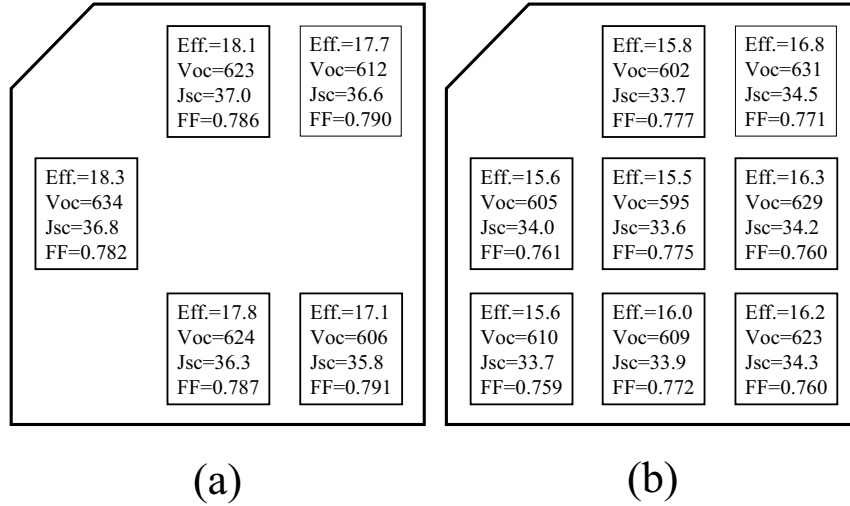 Eff.=18.1
Voc=623
Jsc=37.0
FF=0.786
Eff.=17.7
Voc=612
Jsc=36.6
FF=0.790
Eff.=18.3
Voc=634
Jsc=36.8
FF=0.782
Eff.=17.8
Voc=624
Jsc=36.3
FF=0.787
Eff.=17.1
Voc=606
Jsc=35.8
FF=0.791
(a)
Eff.=15.8
Voc=602
Jsc=33.7
FF=0.777
Eff.=16.8
Voc=631
Jsc=34.5
FF=0.771
Eff.=15.6
Voc=605
Jsc=34.0
FF=0.761
Eff.=15.5
Voc=595
Jsc=33.6
FF=0.775
Eff.=16.3
Voc=629
Jsc=34.2
FF=0.760
Eff.=15.6
Voc=610
Jsc=33.7
FF=0.759
Eff.=16.0
Voc=609
Jsc=33.9
FF=0.772
Eff.=16.2
Voc=623
Jsc=34.3
FF=0.760
(b)